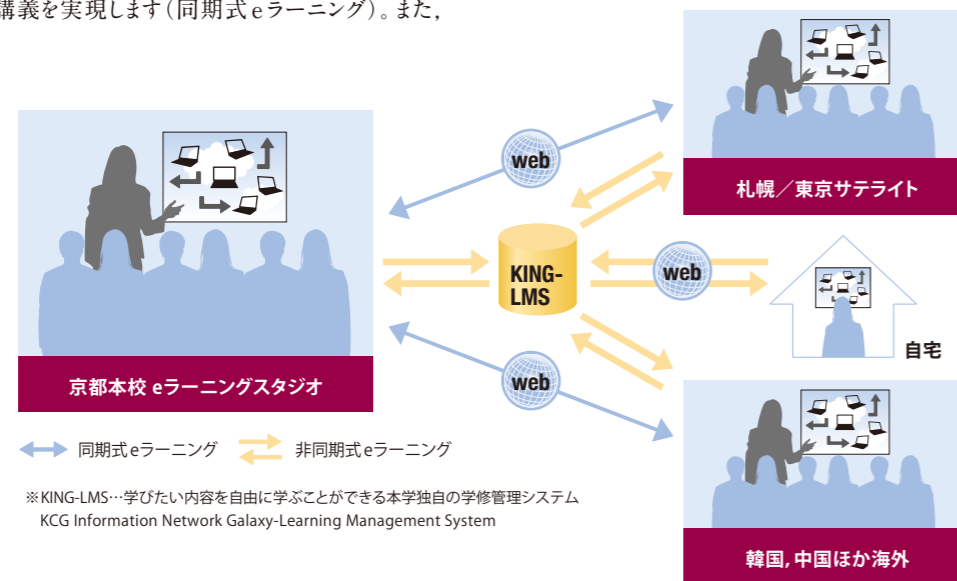 講義を実現します(同期式eラーニング)。また,
web
札幌／東京サテライト
KING-
LMS
web
自宅
web
京都本校 eラーニングスタジオ
同期式eラーニング
非同期式eラーニング
※KING-LMS…学びたい内容を自由に学ぶことができる本学独自の学修管理システム
KCG Information Network Galaxy-Learning Management System
韓国, 中国ほか海外